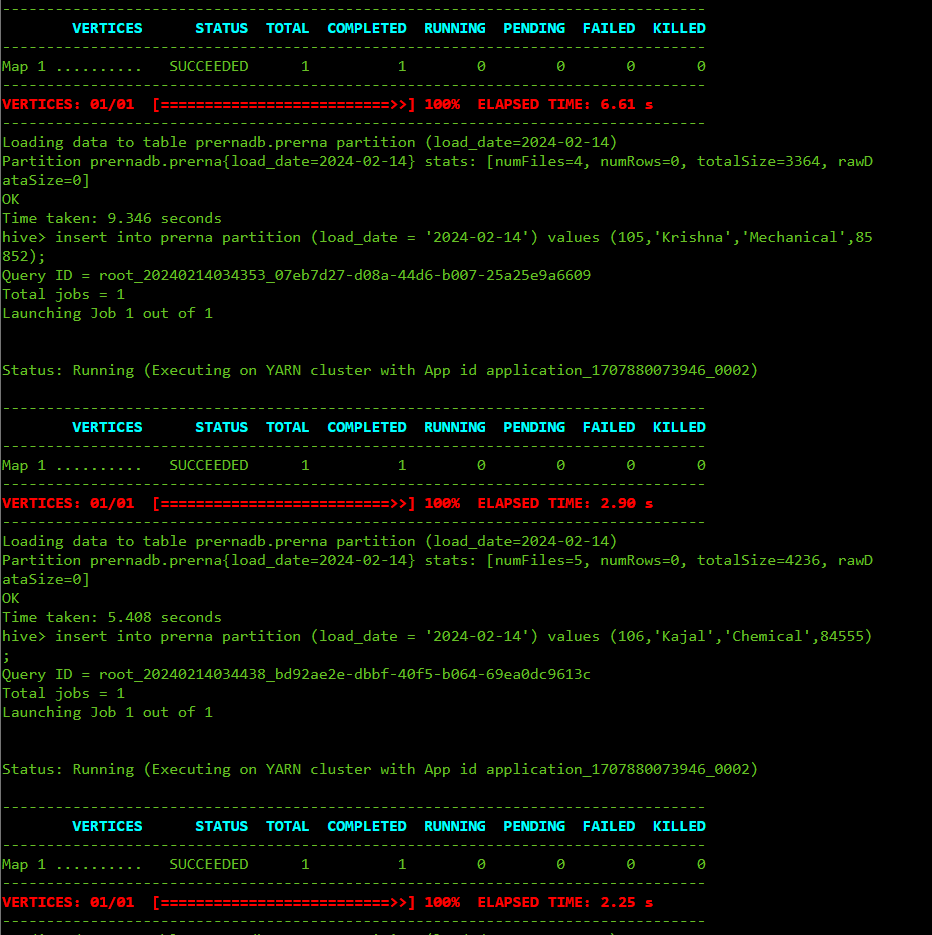 --------------------------------------------------------------------------------
        VERTICES      STATUS  TOTAL  COMPLETED  RUNNING  PENDING  FAILED  KILLED
--------------------------------------------------------------------------------
Map 1 ..........   SUCCEEDED      1          1        0        0       0       0
--------------------------------------------------------------------------------
VERTICES: 01/01  [==========================>>] 100%  ELAPSED TIME: 6.61 s
--------------------------------------------------------------------------------
Loading data to table prernadb.prerna partition (load_date=2024-02-14)
Partition prernadb.prerna{load_date=2024-02-14} stats: [numFiles=4, numRows=0, totalSize=3364, rawD
ataSize=0]
OK
Time taken: 9.346 seconds
hive> insert into prerna partition (load_date = '2024-02-14') values (105,'Krishna','Mechanical',85
852);
Query ID = root_20240214034353_07eb7d27-d08a-44d6-b007-25a25e9a6609
Total jobs = 1
Launching Job 1 out of 1
Status: Running (Executing on YARN cluster with App id application_1707880073946_0002)
--------------------------------------------------------------------------------
        VERTICES      STATUS  TOTAL  COMPLETED  RUNNING  PENDING  FAILED  KILLED
--------------------------------------------------------------------------------
Map 1 ..........   SUCCEEDED      1          1        0        0       0       0
--------------------------------------------------------------------------------
VERTICES: 01/01  [==========================>>] 100%  ELAPSED TIME: 2.90 s
--------------------------------------------------------------------------------
Loading data to table prernadb.prerna partition (load_date=2024-02-14)
Partition prernadb.prerna{load_date=2024-02-14} stats: [numFiles=5, numRows=0, totalSize=4236, rawD
ataSize=0]
OK
Time taken: 5.408 seconds
hive> insert into prerna partition (load_date = '2024-02-14') values (106,'Kajal','Chemical',84555)
;
Query ID = root_20240214034438_bd92ae2e-dbbf-40f5-b064-69ea0dc9613c
Total jobs = 1
Launching Job 1 out of 1
Status: Running (Executing on YARN cluster with App id application_1707880073946_0002)
--------------------------------------------------------------------------------
        VERTICES      STATUS  TOTAL  COMPLETED  RUNNING  PENDING  FAILED  KILLED
--------------------------------------------------------------------------------
Map 1 ..........   SUCCEEDED      1          1        0        0       0       0
--------------------------------------------------------------------------------
VERTICES: 01/01  [==========================>>] 100%  ELAPSED TIME: 2.25 s
--------------------------------------------------------------------------------